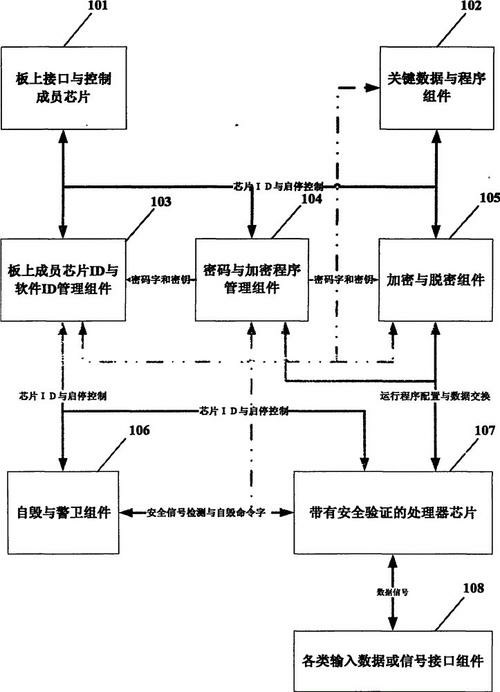 101
102
板上接口与控制
成员芯片
关键数据与程序
组件
芯片ID与启停控制
103
104
105
板上成员芯片ID与
软件ID管理组件
密码字和密钥
密码与加密程序
管理组件
密码字和密钥
加密与脱密组件
芯片ID与启停控制
运行程序配置与数据交换
芯片ID与启停控制
106
107
自毁与警卫组件
安全信号检测与自毁命令字
带有安全验证的处理器芯片
数据信号
108
各类输入数据或信号接口组件